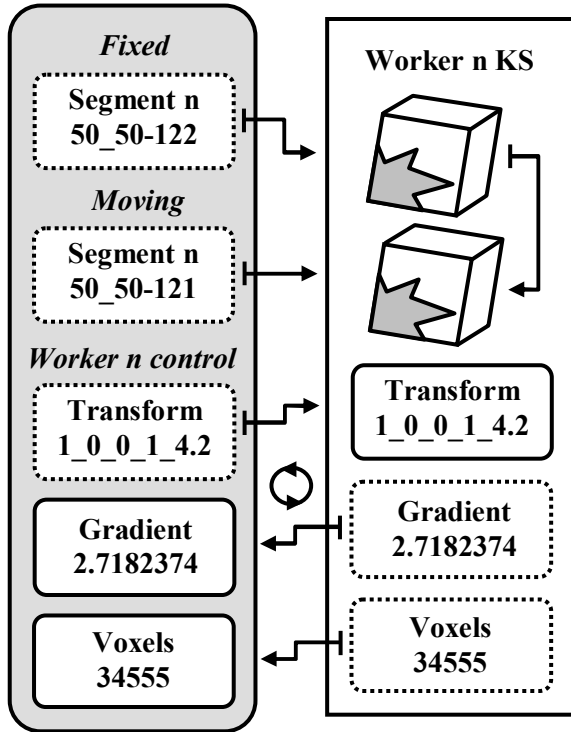 Fixed
Segment n
50_50-122
Moving
Segment n
50_50-121
Worker n control
Transform
1_0_0_1_4.2
Gradient
2.7182374
Voxels
34555
Worker n KS
Transform
1_0_0_1_4.2
Gradient
2.7182374
Voxels
34555